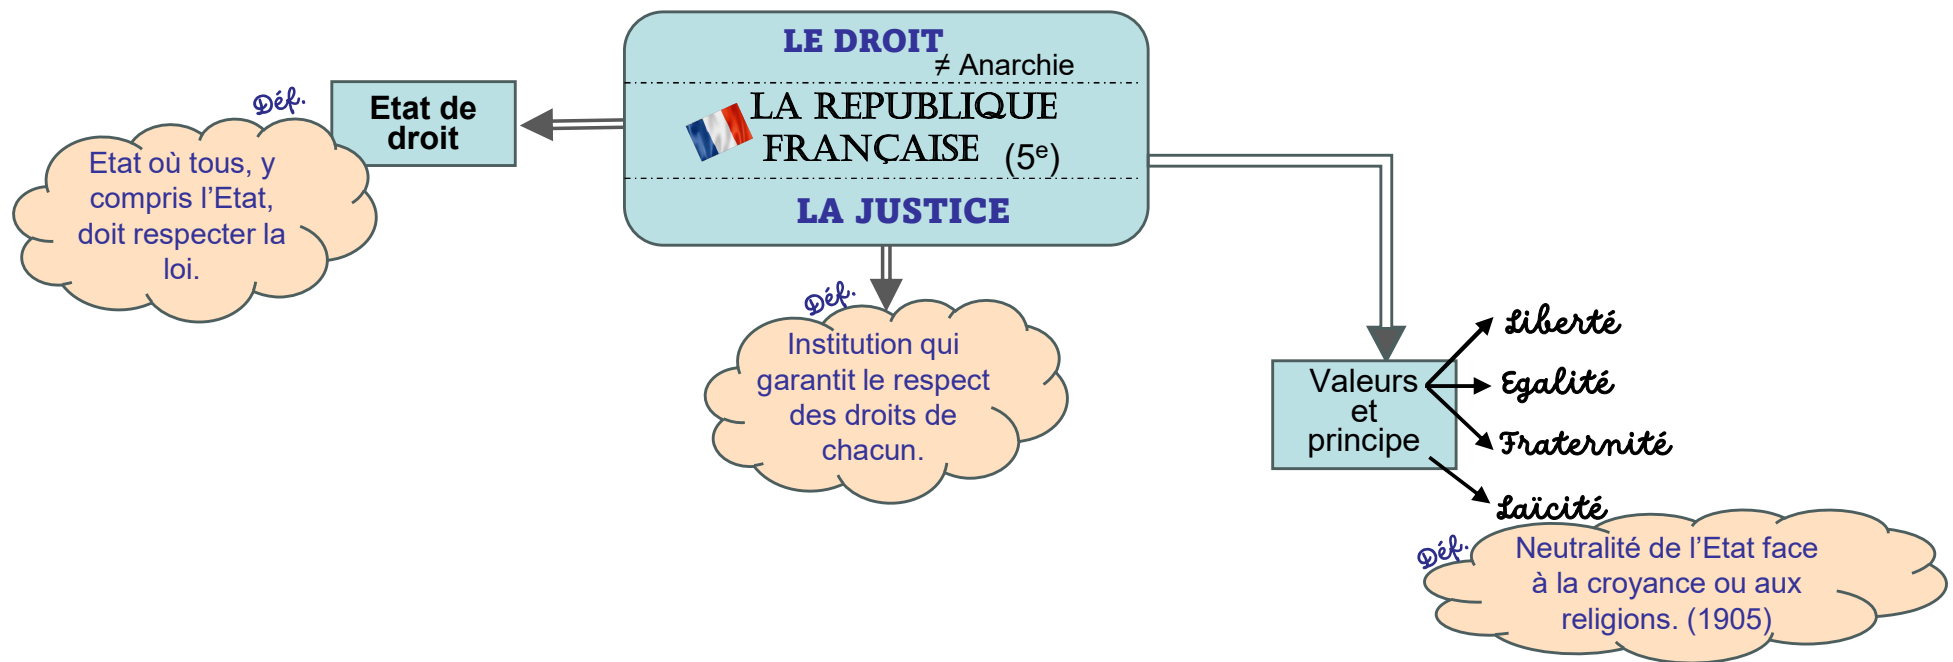 LE DROIT
≠ Anarchie
LA REPUBLIQUE
FRANÇAISE (5e)
LA JUSTICE
Etat de
droit
Déf.
Etat où tous, y
compris l’Etat,
doit respecter la
loi.
Déf.
Institution qui
garantit le respect
des droits de
chacun.
Valeurs
et
principe
Liberté
Egalité
Fraternité
Laïcité
Déf.
Neutralité de l’Etat face
à la croyance ou aux
religions. (1905)